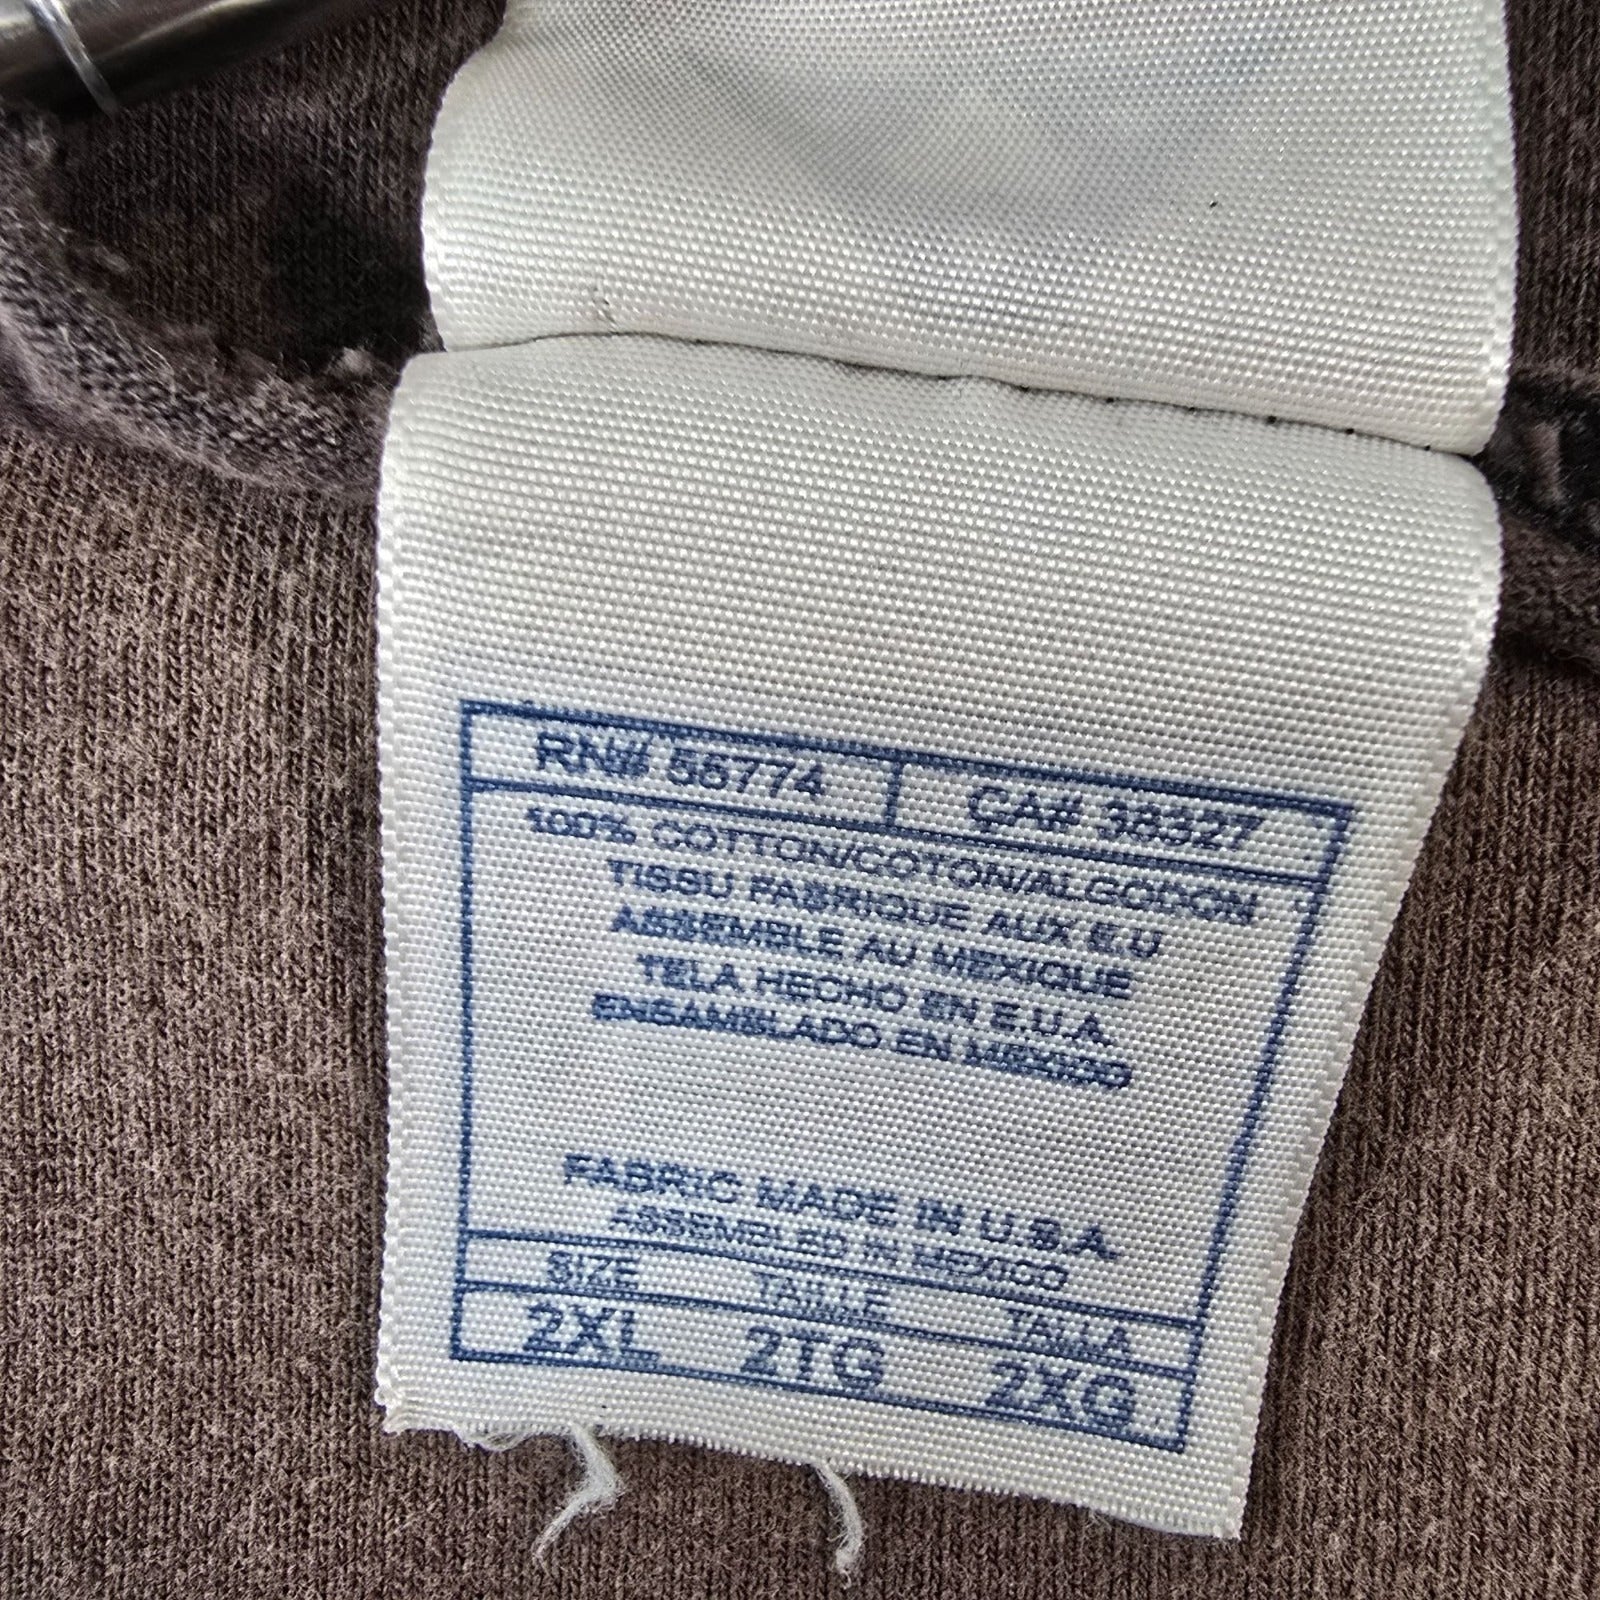 RN# 58774 CA# 38327
100% COTTON/COTON/ALGODON
TISSU FABRIQUE AUX E.U
ASSEMBLE AU MEXIQUE
TELA HECHO EN E.U.A.
ENSAMBLADO EN MEXICO
FABRIC MADE IN U.S.A.
ASSEMBLED IN MEXICO
SIZE TAILLE TALLA
2XL 2TG 2XG